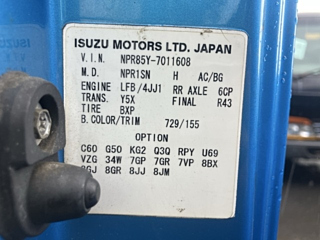 ISUZU MOTORS LTD. JAPAN
V.I.N. NPR85Y-7011608
M.D. NPR1SN H AC/BG
ENGINE LFB/4JJ1 RR AXLE 6CP
TRANS. Y5X FINAL R43
TIRE BXP
B.COLOR/TRIM 729/155
OPTION
C60 G50 KG2 Q3Q RPY U69
VZG 34W 7GP 7GR 7VP 8BX
8GJ 8GR 8JJ 8JM